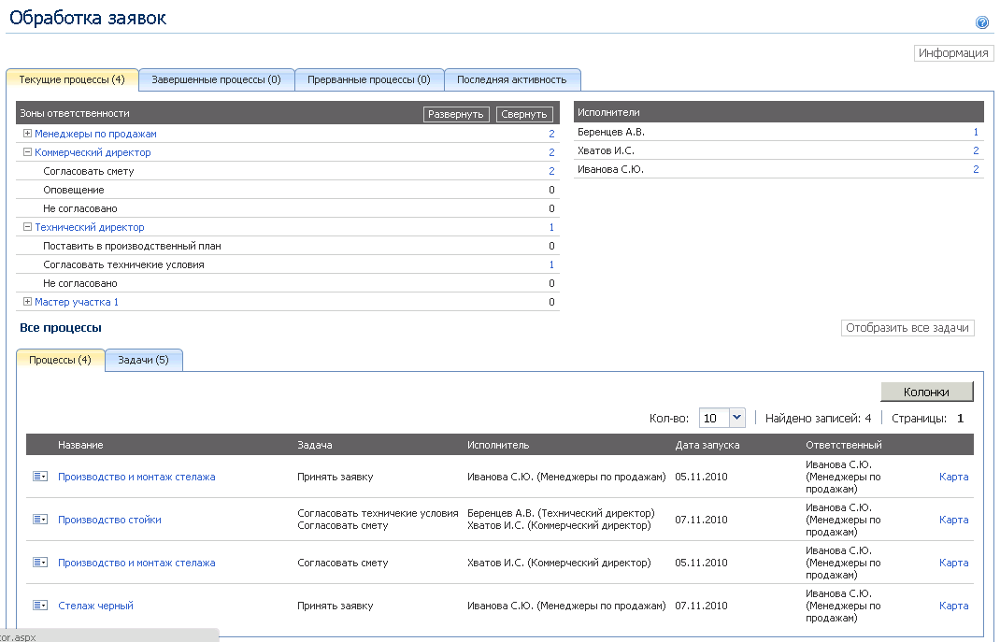 Обработка заявок
Информация
Текущие процессы (4) Завершенные процессы (0) Прерванные процессы (0) Последняя активность
Зоны ответственности Развернуть Свернуть
Менеджеры по продажам 2
Коммерческий директор 2
Согласовать смету 2
Оповещение 0
Не согласовано 0
Технический директор 1
Поставить в производственный план 0
Согласовать техничекие условия 1
Не согласовано 0
Мастер участка 1 0
Исполнители
Беренцев А.В. 1
Хватов И.С. 2
Иванова С.Ю. 2
Все процессы Отобразить все задачи
Процессы (4) Задачи (5)
Колонки
Кол-во: 10 Найдено записей: 4 Страницы: 1
Название Задача Исполнитель Дата запуска Ответственный
Производство и монтаж стелажа Принять заявку Иванова С.Ю. (Менеджеры по продажам) 05.11.2010 Иванова С.Ю.
(Менеджеры по
продажам) Карта
Производство стойки Согласовать техничекие условия Беренцев А.В. (Технический директор) 07.11.2010 Иванова С.Ю.
Согласовать смету Хватов И.С. (Коммерческий директор) (Менеджеры по
продажам) Карта
Производство и монтаж стелажа Согласовать смету Хватов И.С. (Коммерческий директор) 05.11.2010 Иванова С.Ю.
(Менеджеры по
продажам) Карта
Стелаж черный Принять заявку Иванова С.Ю. (Менеджеры по продажам) 07.11.2010 Иванова С.Ю.
(Менеджеры по
продажам) Карта
tor.aspx